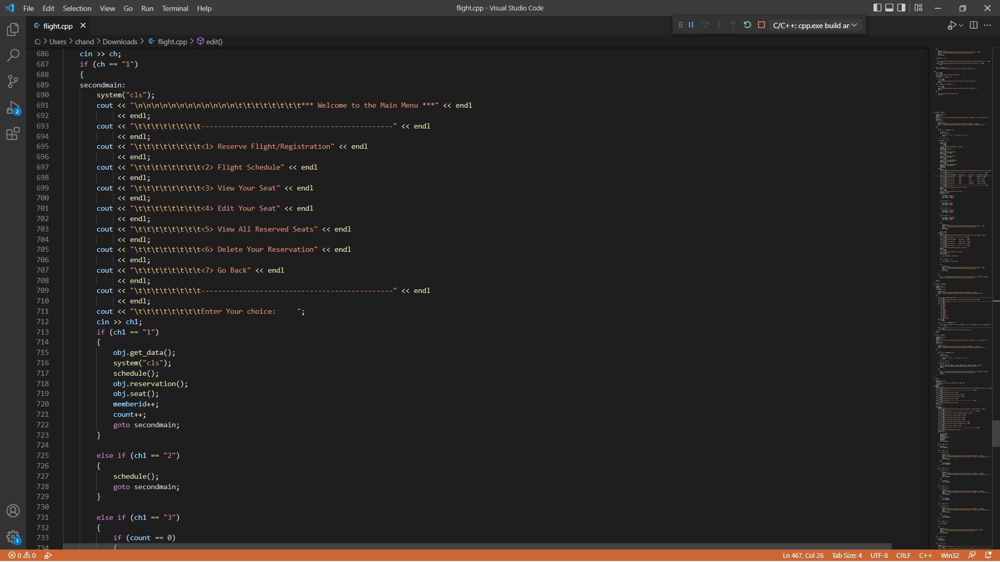 File Edit Selection View Go Run Terminal Help
flight.cpp - Visual Studio Code
flight.cpp
C/C++: cpp.exe build ar
C: > Users > chand > Downloads > flight.cpp > edit()
686 cin >> ch;
687 if (ch == "1")
688 {
689 secondmain:
690 system("cls");
691 cout << "\n\n\n\n\n\n\n\n\n\n\n\n\t\t\t\t\t\t\t\t*** Welcome to the Main Menu ***" << endl
692 << endl;
693 cout << "\t\t\t\t\t\t\t\t----------------------------------------------" << endl
694 << endl;
695 cout << "\t\t\t\t\t\t\t\t<1> Reserve Flight/Registration" << endl
696 << endl;
697 cout << "\t\t\t\t\t\t\t\t<2> Flight Schedule" << endl
698 << endl;
699 cout << "\t\t\t\t\t\t\t\t<3> View Your Seat" << endl
700 << endl;
701 cout << "\t\t\t\t\t\t\t\t<4> Edit Your Seat" << endl
702 << endl;
703 cout << "\t\t\t\t\t\t\t\t<5> View All Reserved Seats" << endl
704 << endl;
705 cout << "\t\t\t\t\t\t\t\t<6> Delete Your Reservation" << endl
706 << endl;
707 cout << "\t\t\t\t\t\t\t\t<7> Go Back" << endl
708 << endl;
709 cout << "\t\t\t\t\t\t\t\t----------------------------------------------" << endl
710 << endl;
711 cout << "\t\t\t\t\t\t\t\tEnter Your choice:     ";
712 cin >> ch1;
713 if (ch1 == "1")
714 {
715 obj.get_data();
716 system("cls");
717 schedule();
718 obj.reservation();
719 obj.seat();
720 memberid++;
721 count++;
722 goto secondmain;
723 }
724
725 else if (ch1 == "2")
726 {
727 schedule();
728 goto secondmain;
729 }
730
731 else if (ch1 == "3")
732 {
733 if (count == 0)
734 {
2
1
0 0
Ln 467, Col 26 Tab Size: 4 UTF-8 CRLF C++ Win32